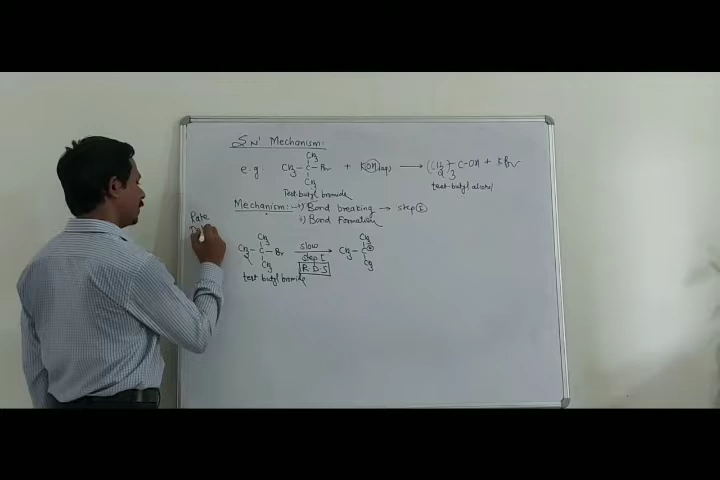 SN¹ Mechanism:
e.g
CH3
CH3 – C – Br + KOH(aq) ⟶ (CH3)3 C–OH + KBr
CH3
Tert-butyl bromide
tert-butyl alcohol
Mechanism: → i) Bond breaking → step ①
ii) Bond Formation
Rate
CH3
CH3 – C – Br slow ⟶ CH3 – C⊕
CH3
step I
R.D.S
CH3
CH3
tert butyl bromide